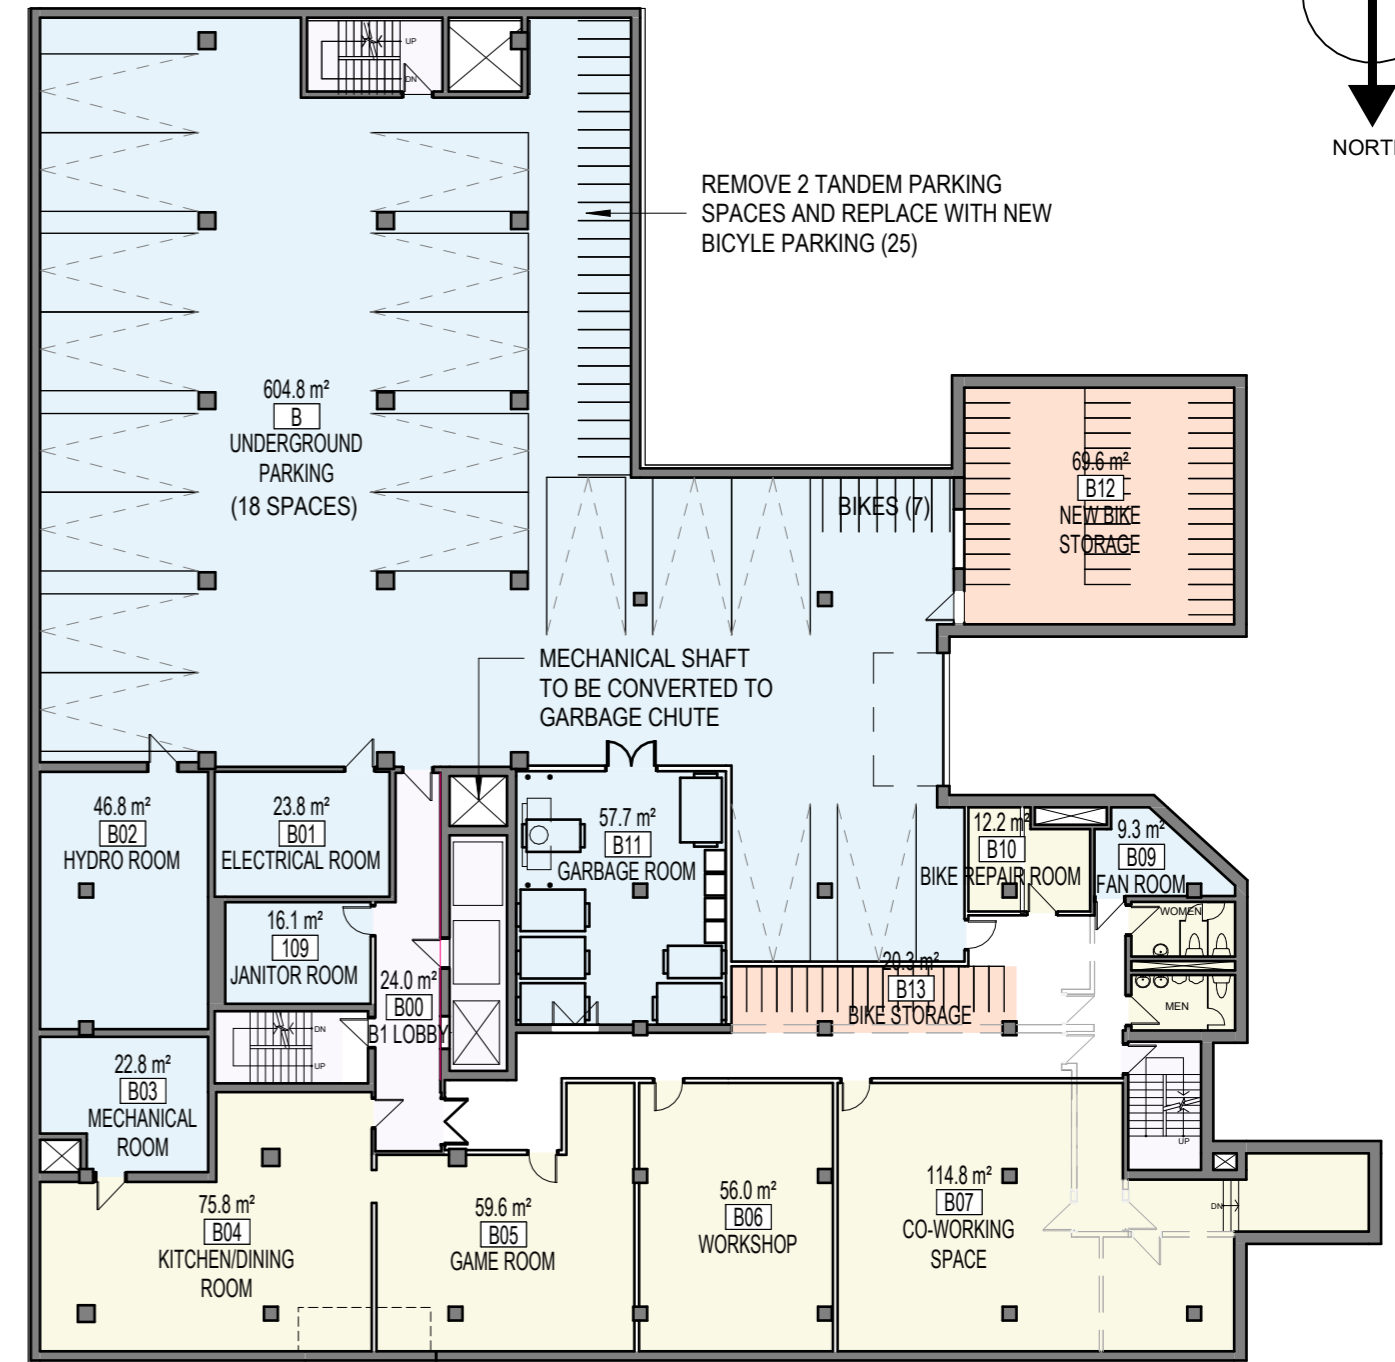 UP
DN
NORTH
REMOVE 2 TANDEM PARKING
SPACES AND REPLACE WITH NEW
BICYLE PARKING (25)
604.8 m²
B
UNDERGROUND
PARKING
(18 SPACES)
BIKES (7)
69.6 m²
B12
NEW BIKE
STORAGE
MECHANICAL SHAFT
TO BE CONVERTED TO
GARBAGE CHUTE
46.8 m²
B02
HYDRO ROOM
23.8 m²
B01
ELECTRICAL ROOM
57.7 m²
B11
GARBAGE ROOM
12.2 m²
B10
BIKE REPAIR ROOM
9.3 m²
B09
FAN ROOM
16.1 m²
109
JANITOR ROOM
WOMEN
24.0 m²
B00
B1 LOBBY
20.3 m²
B13
BIKE STORAGE
MEN
DN
UP
22.8 m²
B03
MECHANICAL
ROOM
UP
75.8 m²
B04
KITCHEN/DINING
ROOM
59.6 m²
B05
GAME ROOM
56.0 m²
B06
WORKSHOP
114.8 m²
B07
CO-WORKING
SPACE
DN